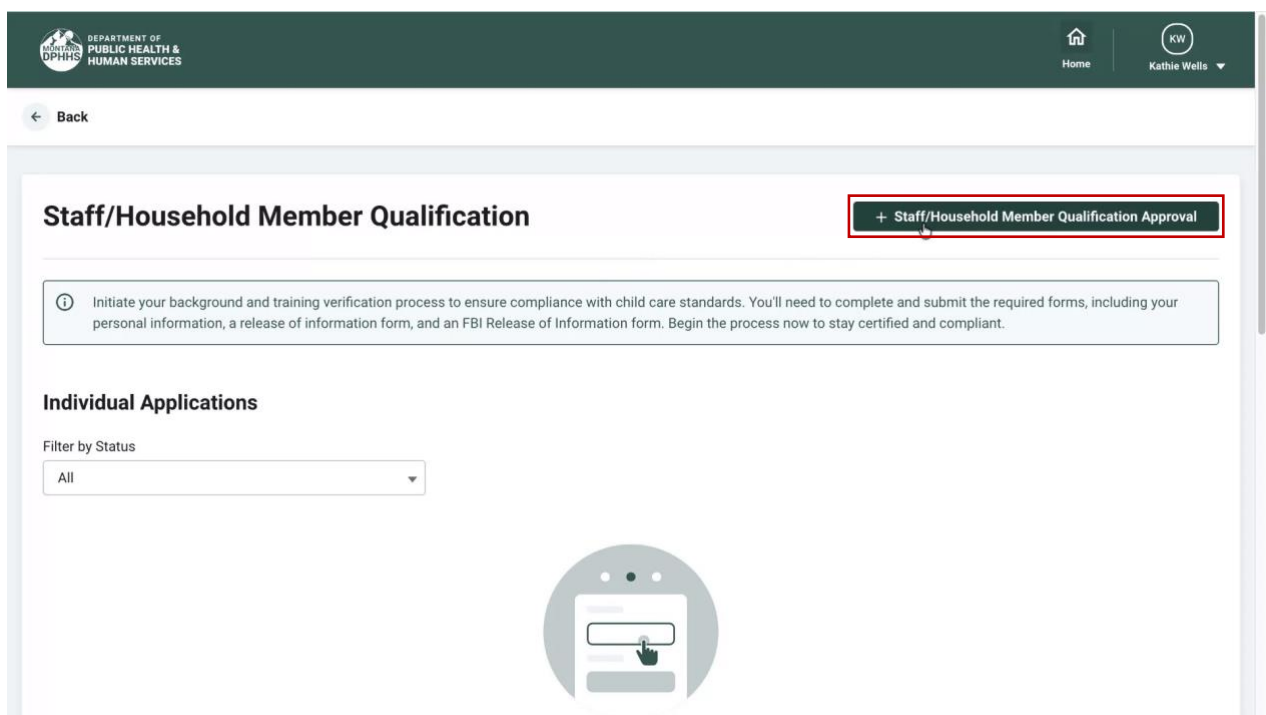 MONTANA
DPHHS
DEPARTMENT OF
PUBLIC HEALTH &
HUMAN SERVICES
Home
KW
Kathie Wells
Back
Staff/Household Member Qualification
+ Staff/Household Member Qualification Approval
Initiate your background and training verification process to ensure compliance with child care standards. You'll need to complete and submit the required forms, including your
personal information, a release of information form, and an FBI Release of Information form. Begin the process now to stay certified and compliant.
Individual Applications
Filter by Status
All